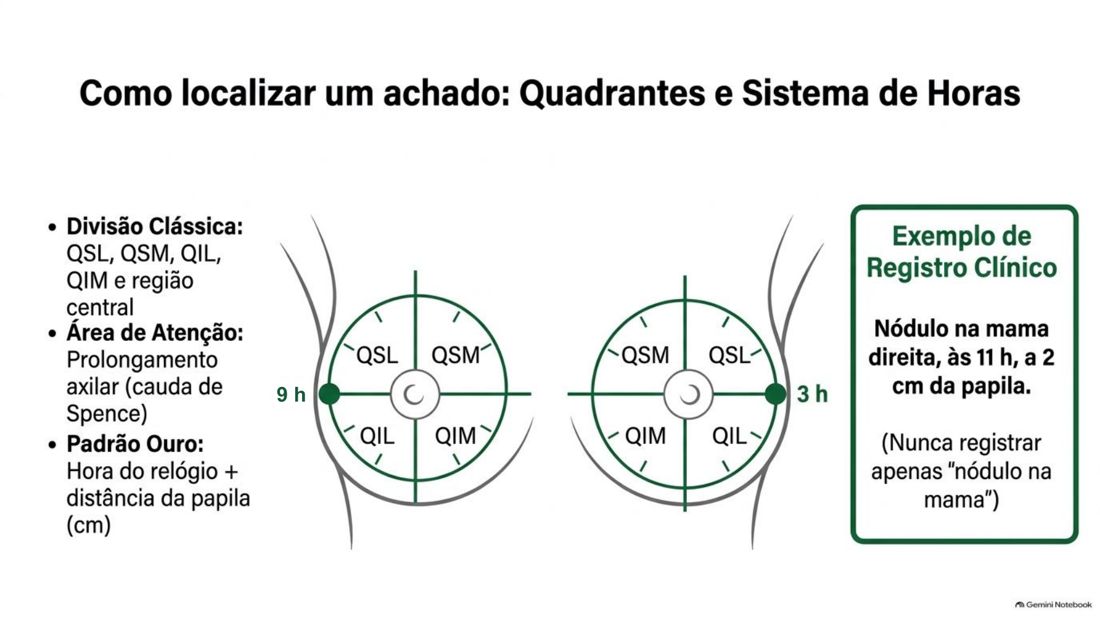 Como localizar um achado: Quadrantes e Sistema de Horas
• Divisão Clássica:
QSL, QSM, QIL,
QIM e região
central
• Área de Atenção:
Prolongamento
axilar (cauda de
Spence)
• Padrão Ouro:
Hora do relógio +
distância da papila
(cm)
QSL QSM
9 h
QIL QIM
QSM QSL
3 h
QIM QIL
Exemplo de
Registro Clínico
Nódulo na mama
direita, às 11 h, a 2
cm da papila.
(Nunca registrar
apenas "nódulo na
mama")
Gemini Notebook